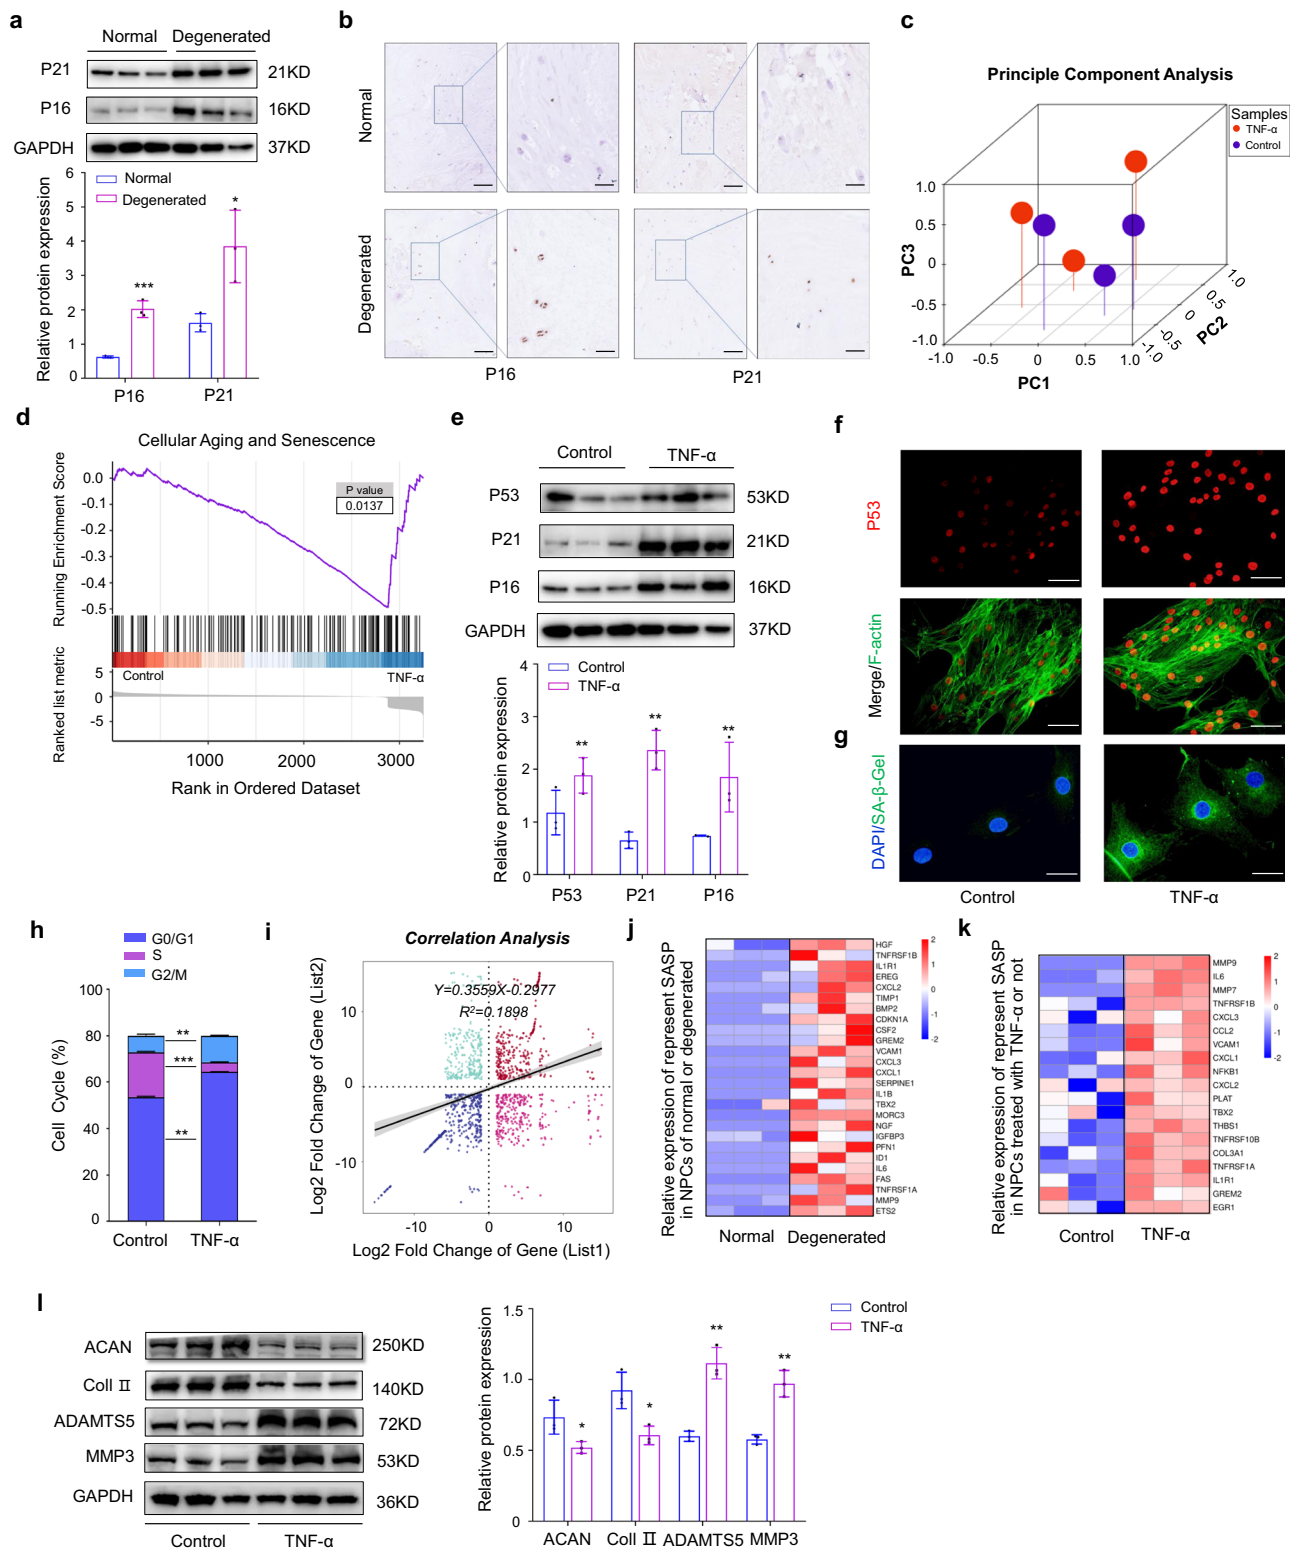 a
Normal Degenerated
P21 21KD
P16 16KD
GAPDH 37KD
Relative protein expression
6
5
4
3
2
1
0
Normal
Degenerated
***
*
P16 P21
b
Normal
Degenerated
P16 P21
c
Principle Component Analysis
Samples
TNF-α
Control
PC3
1.0
0.5
0
-0.5
-1.0
-1.0 -0.5 0 0.5 1.0
PC1
-1.0
-0.5
0
0.5
1.0
PC2
d
Cellular Aging and Senescence
Running Enrichment Score
0.0
-0.1
-0.2
-0.3
-0.4
-0.5
P value
0.0137
Control TNF-α
Ranked list metric
5
0
-5
1000 2000 3000
Rank in Ordered Dataset
e
Control TNF-α
P53 53KD
P21 21KD
P16 16KD
GAPDH 37KD
Relative protein expression
4
3
2
1
0
Control
TNF-α
** ** **
P53 P21 P16
f
P53
Merge/F-actin
g
DAPI/SA-β-Gel
Control TNF-α
h
G0/G1
S
G2/M
Cell Cycle (%)
100
80
60
40
20
0
**
***
**
Control TNF-α
i
Correlation Analysis
Y=0.3559X-0.2977
R²=0.1898
Log2 Fold Change of Gene (List2)
10
0
-10
-10 0 10
Log2 Fold Change of Gene (List1)
j
Relative expression of represent SASP
in NPCs of normal or degenerated
HGF
TNFRSF1B
IL1R1
EREG
CXCL2
TIMP1
BMP2
CDKN1A
CSF2
GREM2
VCAM1
CXCL3
CXCL1
SERPINE1
IL1B
TBX2
MORC3
NGF
IGFBP3
PFN1
ID1
IL6
FAS
TNFRSF1A
MMP9
ETS2
2
1
0
-1
-2
Normal Degenerated
k
Relative expression of represent SASP
in NPCs treated with TNF-α or not
MMP9
IL6
MMP7
TNFRSF1B
CXCL3
CCL2
VCAM1
CXCL1
NFKB1
CXCL2
PLAT
TBX2
THBS1
TNFRSF10B
COL3A1
TNFRSF1A
IL1R1
GREM2
EGR1
2
1
0
-1
-2
Control TNF-α
l
ACAN 250KD
Coll Ⅱ 140KD
ADAMTS5 72KD
MMP3 53KD
GAPDH 36KD
Control TNF-α
Relative protein expression
1.5
1.0
0.5
0
Control
TNF-α
* * ** **
ACAN Coll Ⅱ ADAMTS5 MMP3